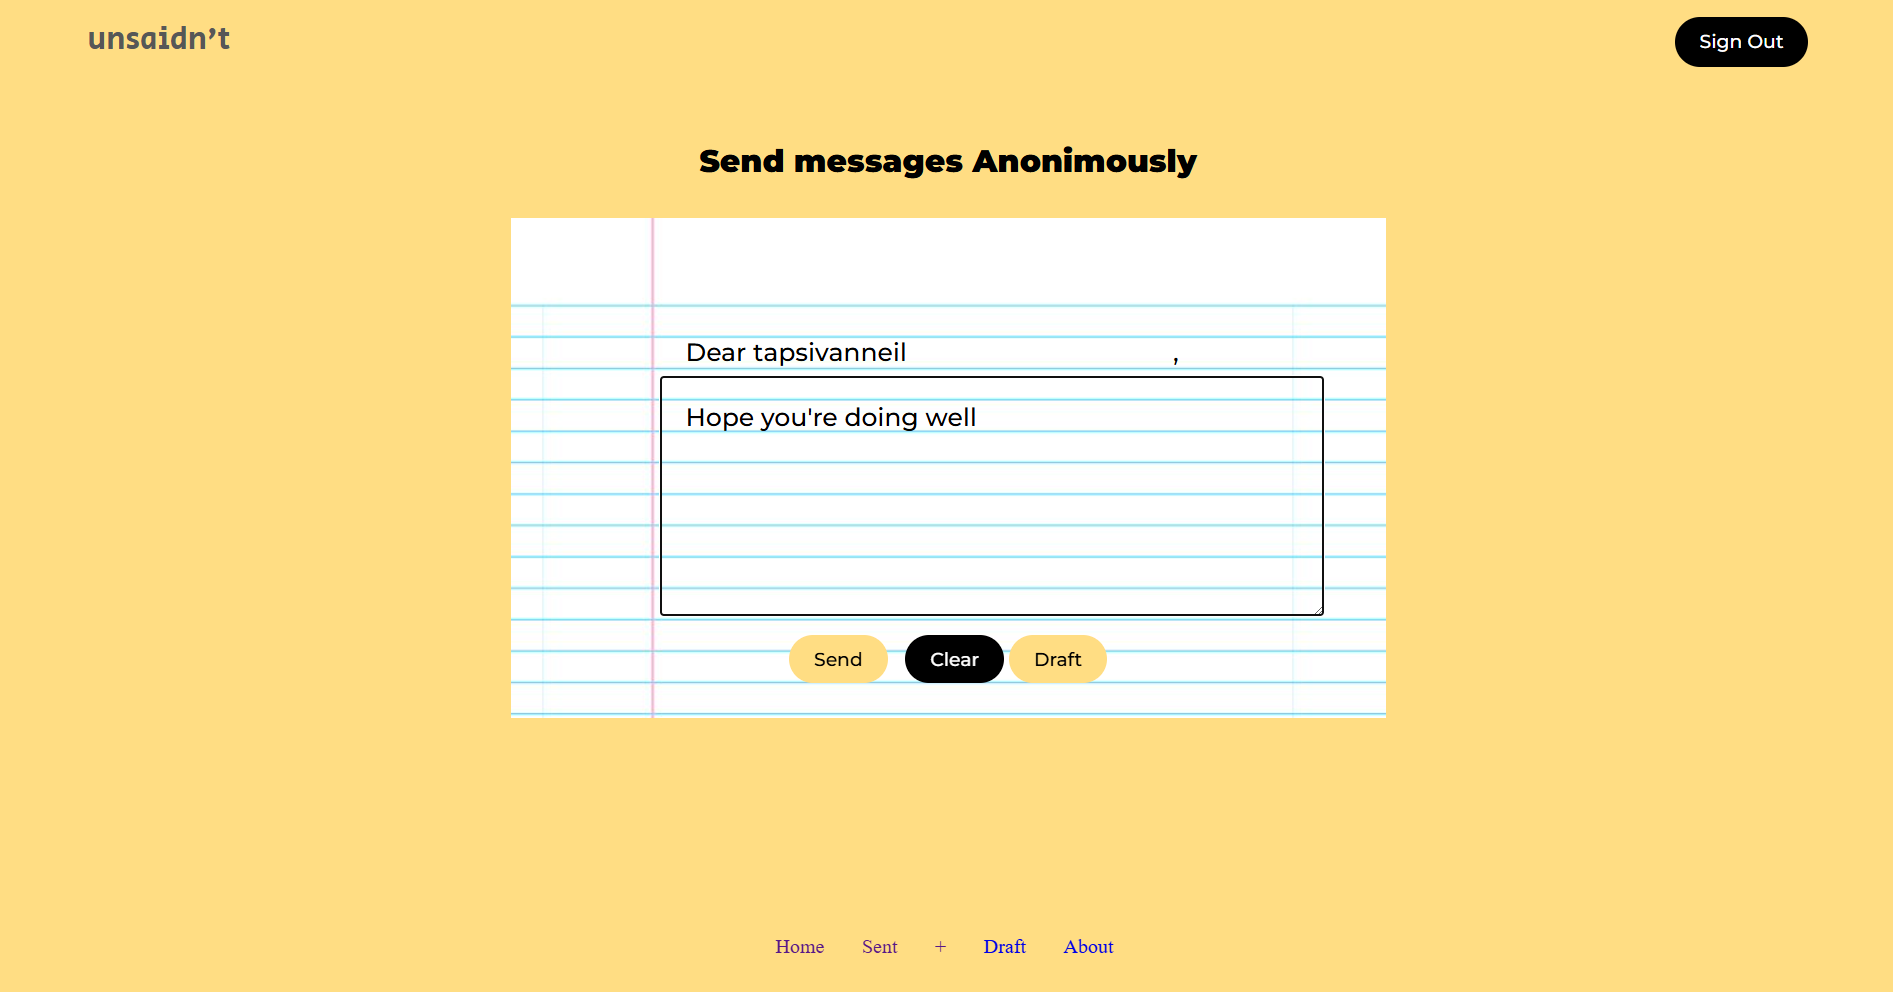 unsaidn’t
Sign Out
Send messages Anonimously
Dear tapsivanneil ,
Hope you're doing well
Send Clear Draft
Home Sent + Draft About